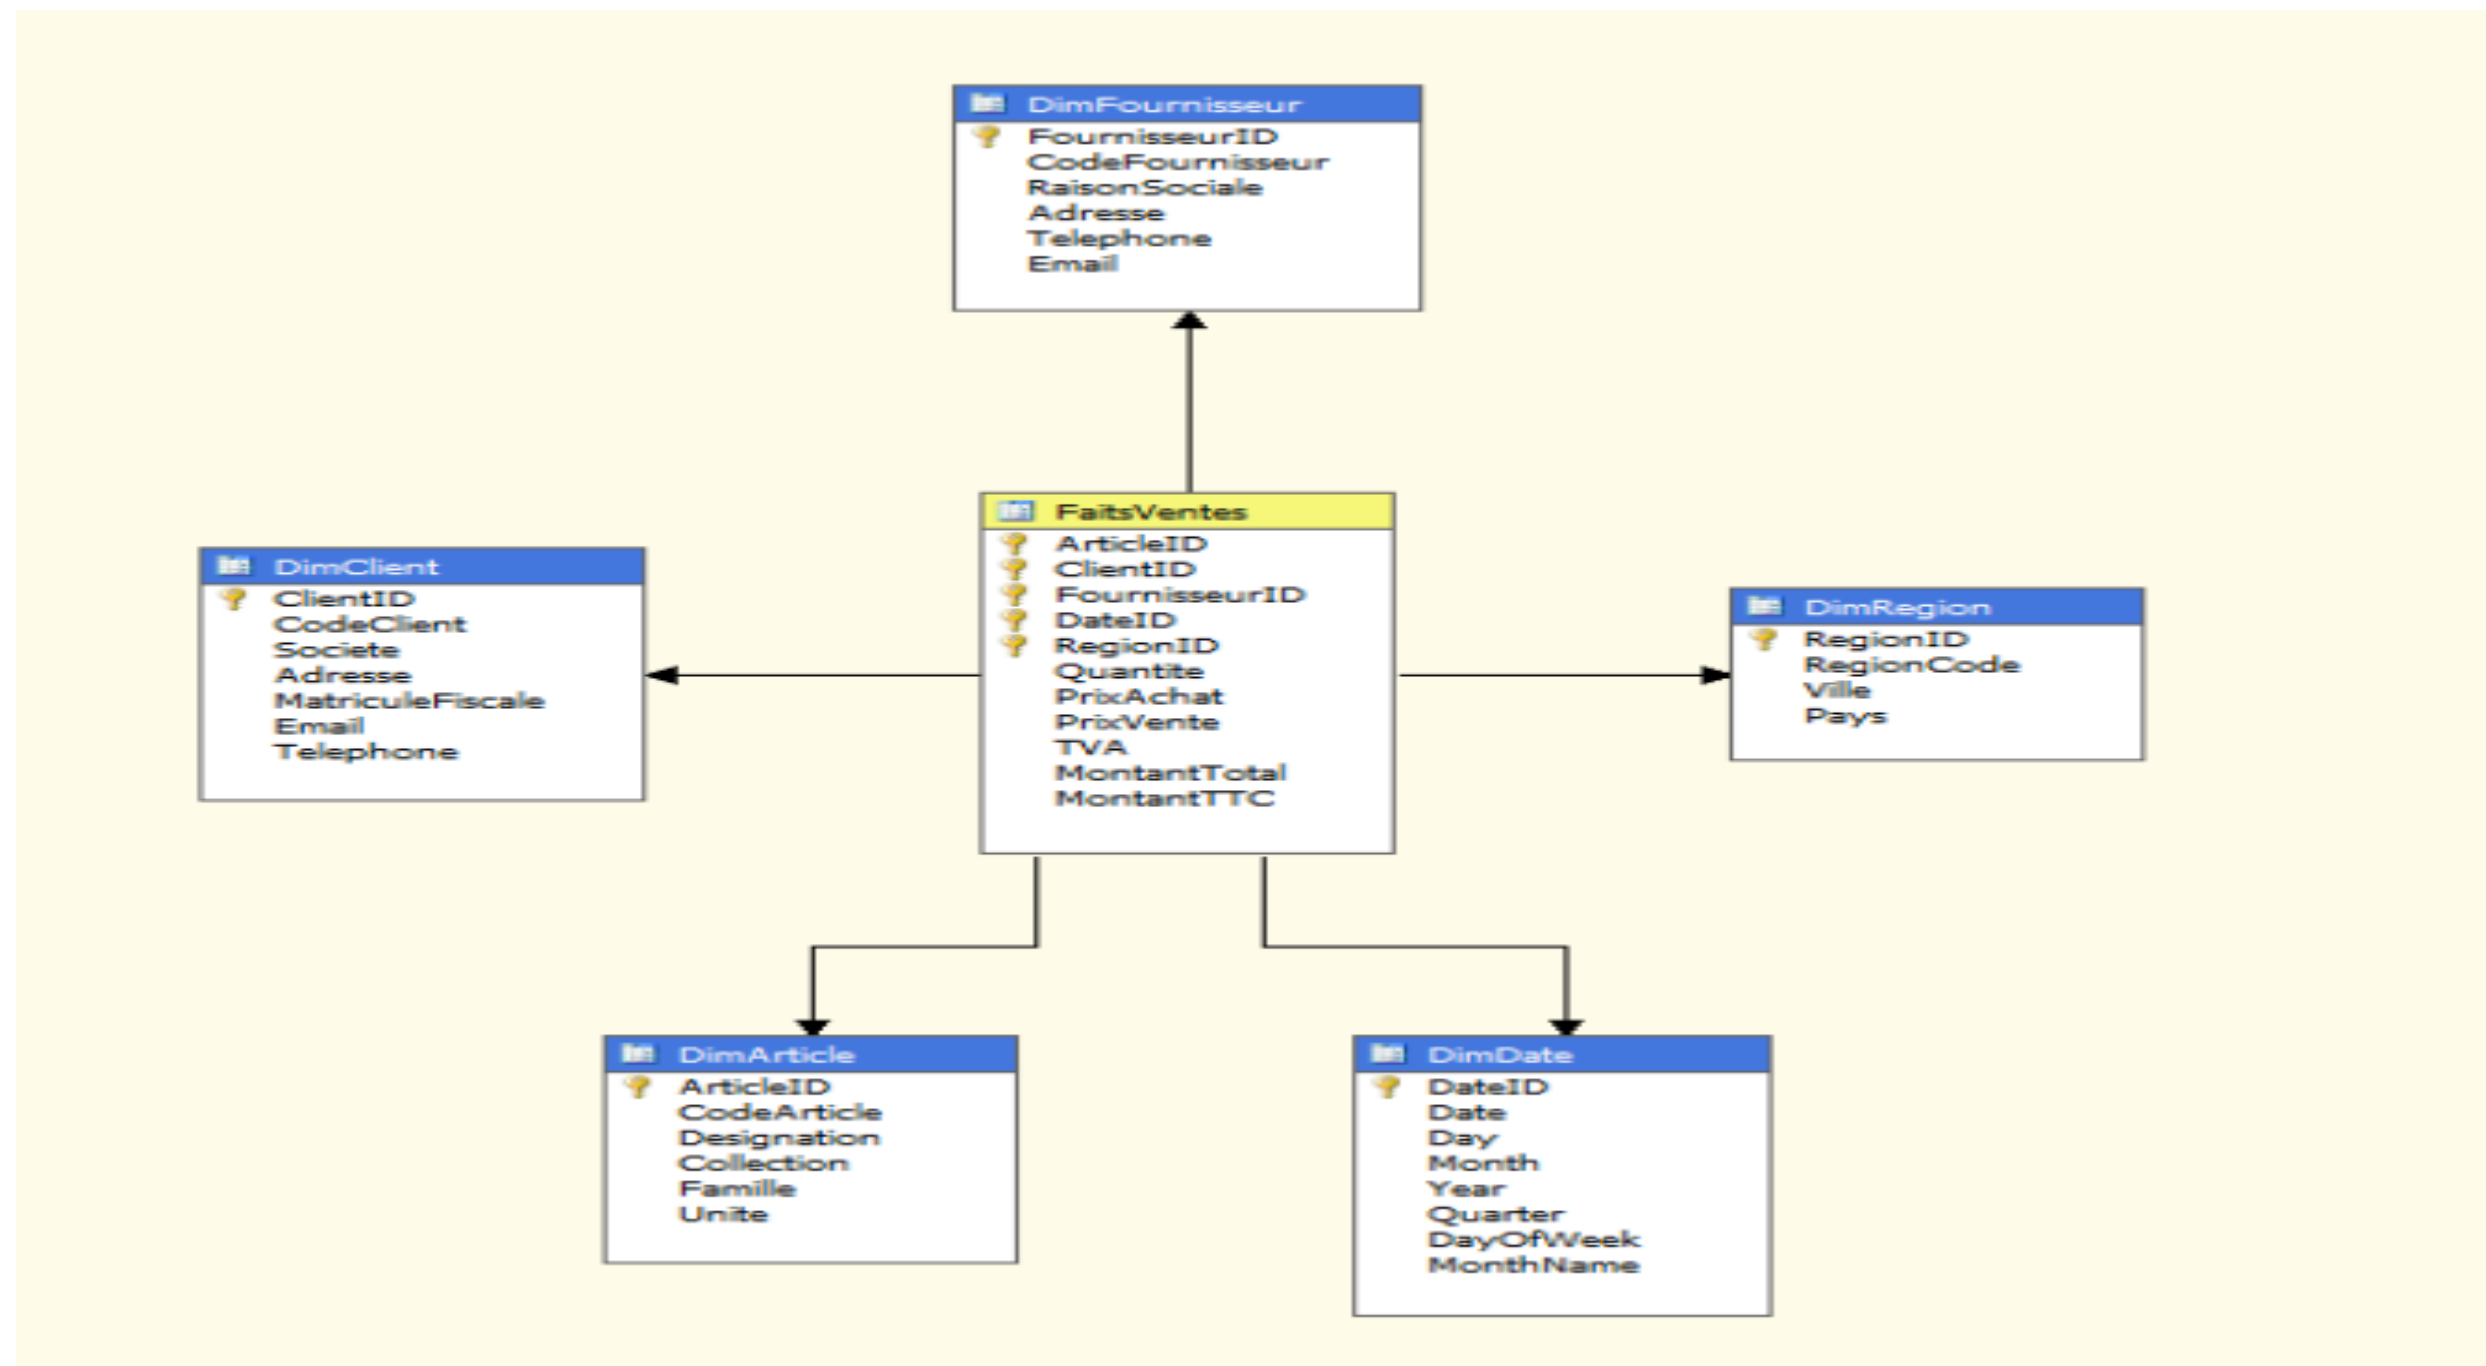 DimFournisseur
FournisseurID
CodeFournisseur
RaisonSociale
Adresse
Telephone
Email
FaitsVentes
ArticleID
ClientID
FournisseurID
DateID
RegionID
Quantite
PrixAchat
PrixVente
TVA
MontantTotal
MontantTTC
DimClient
ClientID
CodeClient
Societe
Adresse
MatriculeFiscale
Email
Telephone
DimRegion
RegionID
RegionCode
Ville
Pays
DimArticle
ArticleID
CodeArticle
Designation
Collection
Famille
Unite
DimDate
DateID
Date
Day
Month
Year
Quarter
DayOfWeek
MonthName